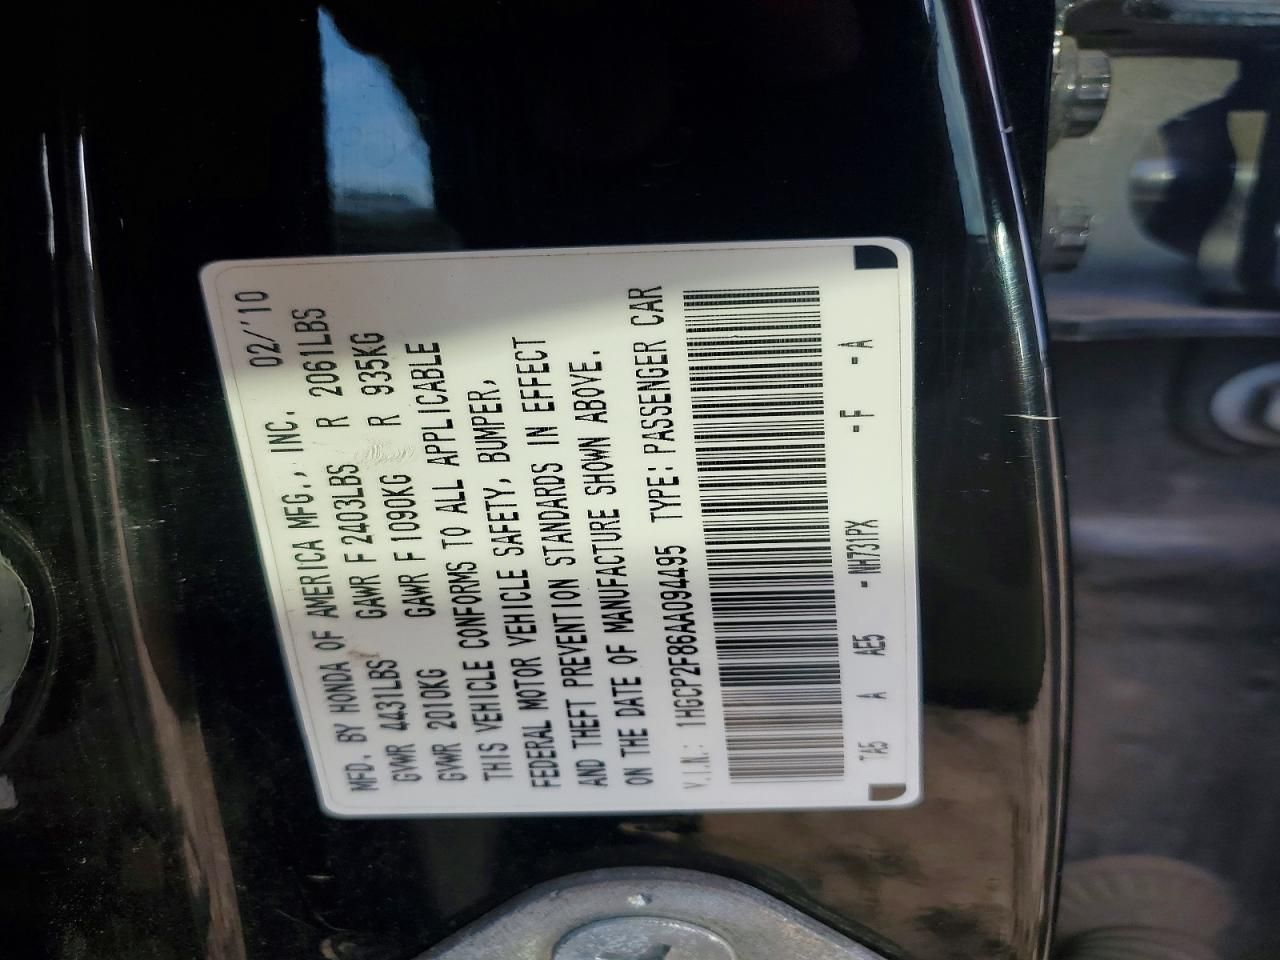 MFD. BY HONDA OF AMERICA MFG., INC. 02/'10
GVWR 4431LBS GAWR F 2403LBS R 2061LBS
GVWR 2010KG GAWR F 1090KG R 935KG
THIS VEHICLE CONFORMS TO ALL APPLICABLE
FEDERAL MOTOR VEHICLE SAFETY, BUMPER,
AND THEFT PREVENTION STANDARDS IN EFFECT
ON THE DATE OF MANUFACTURE SHOWN ABOVE.
V.I.N.: 1HGCP2F86AA094495 TYPE: PASSENGER CAR
TA5 A AE5 - NH731PX - F - A